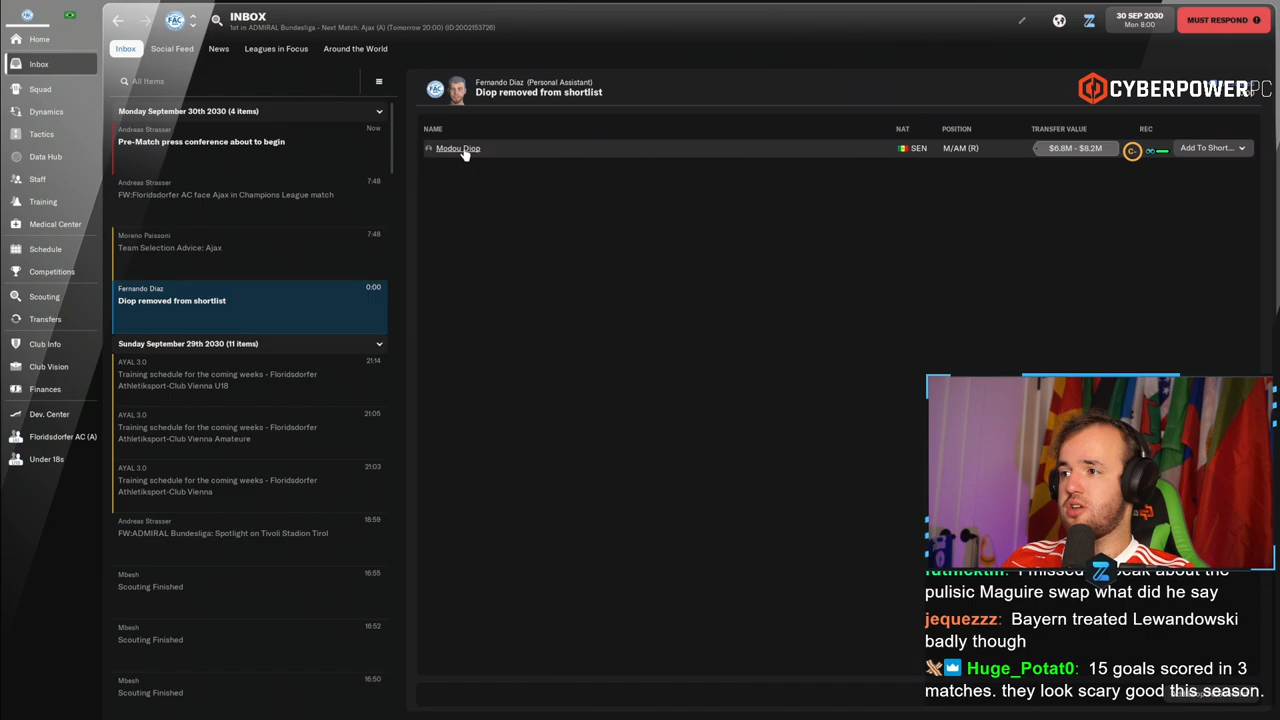 INBOX
1st in ADMIRAL Bundesliga - Next Match: Ajax (A) (Tomorrow 20:00) (ID:2002153726)
30 SEP 2030
Mon 8:00
MUST RESPOND
Home
Inbox
Squad
Dynamics
Tactics
Data Hub
Staff
Training
Medical Center
Schedule
Competitions
Scouting
Transfers
Club Info
Club Vision
Finances
Dev. Center
Floridsdorfer AC (A)
Under 18s
Inbox
Social Feed
News
Leagues in Focus
Around the World
All Items
Monday September 30th 2030 (4 items)
Andreas Strasser
Now
Pre-Match press conference about to begin
Andreas Strasser
7:48
FW:Floridsdorfer AC face Ajax in Champions League match
Moreno Paissoni
7:48
Team Selection Advice: Ajax
Fernando Diaz
0:00
Diop removed from shortlist
Sunday September 29th 2030 (11 items)
AYAL 3.0
21:14
Training schedule for the coming weeks - Floridsdorfer
Athletiksport-Club Vienna U18
AYAL 3.0
21:05
Training schedule for the coming weeks - Floridsdorfer
Athletiksport-Club Vienna Amateure
AYAL 3.0
21:03
Training schedule for the coming weeks - Floridsdorfer
Athletiksport-Club Vienna
Andreas Strasser
18:59
FW:ADMIRAL Bundesliga: Spotlight on Tivoli Stadion Tirol
Mbesh
16:55
Scouting Finished
Mbesh
16:52
Scouting Finished
Mbesh
16:50
Scouting Finished
FAC
Fernando Diaz (Personal Assistant)
Diop removed from shortlist
CYBERPOWERPC
NAME
NAT
POSITION
TRANSFER VALUE
REC
Modou Diop
SEN
M/AM (R)
$6.8M - $8.2M
C-
Add To Short...
I missed
eak about the
pulisic Maguire swap what did he
say
jequezzz: Bayern treated Lewandowski
badly though
Huge_Potat0: 15 goals scored in 3
matches. they look scary good this season.